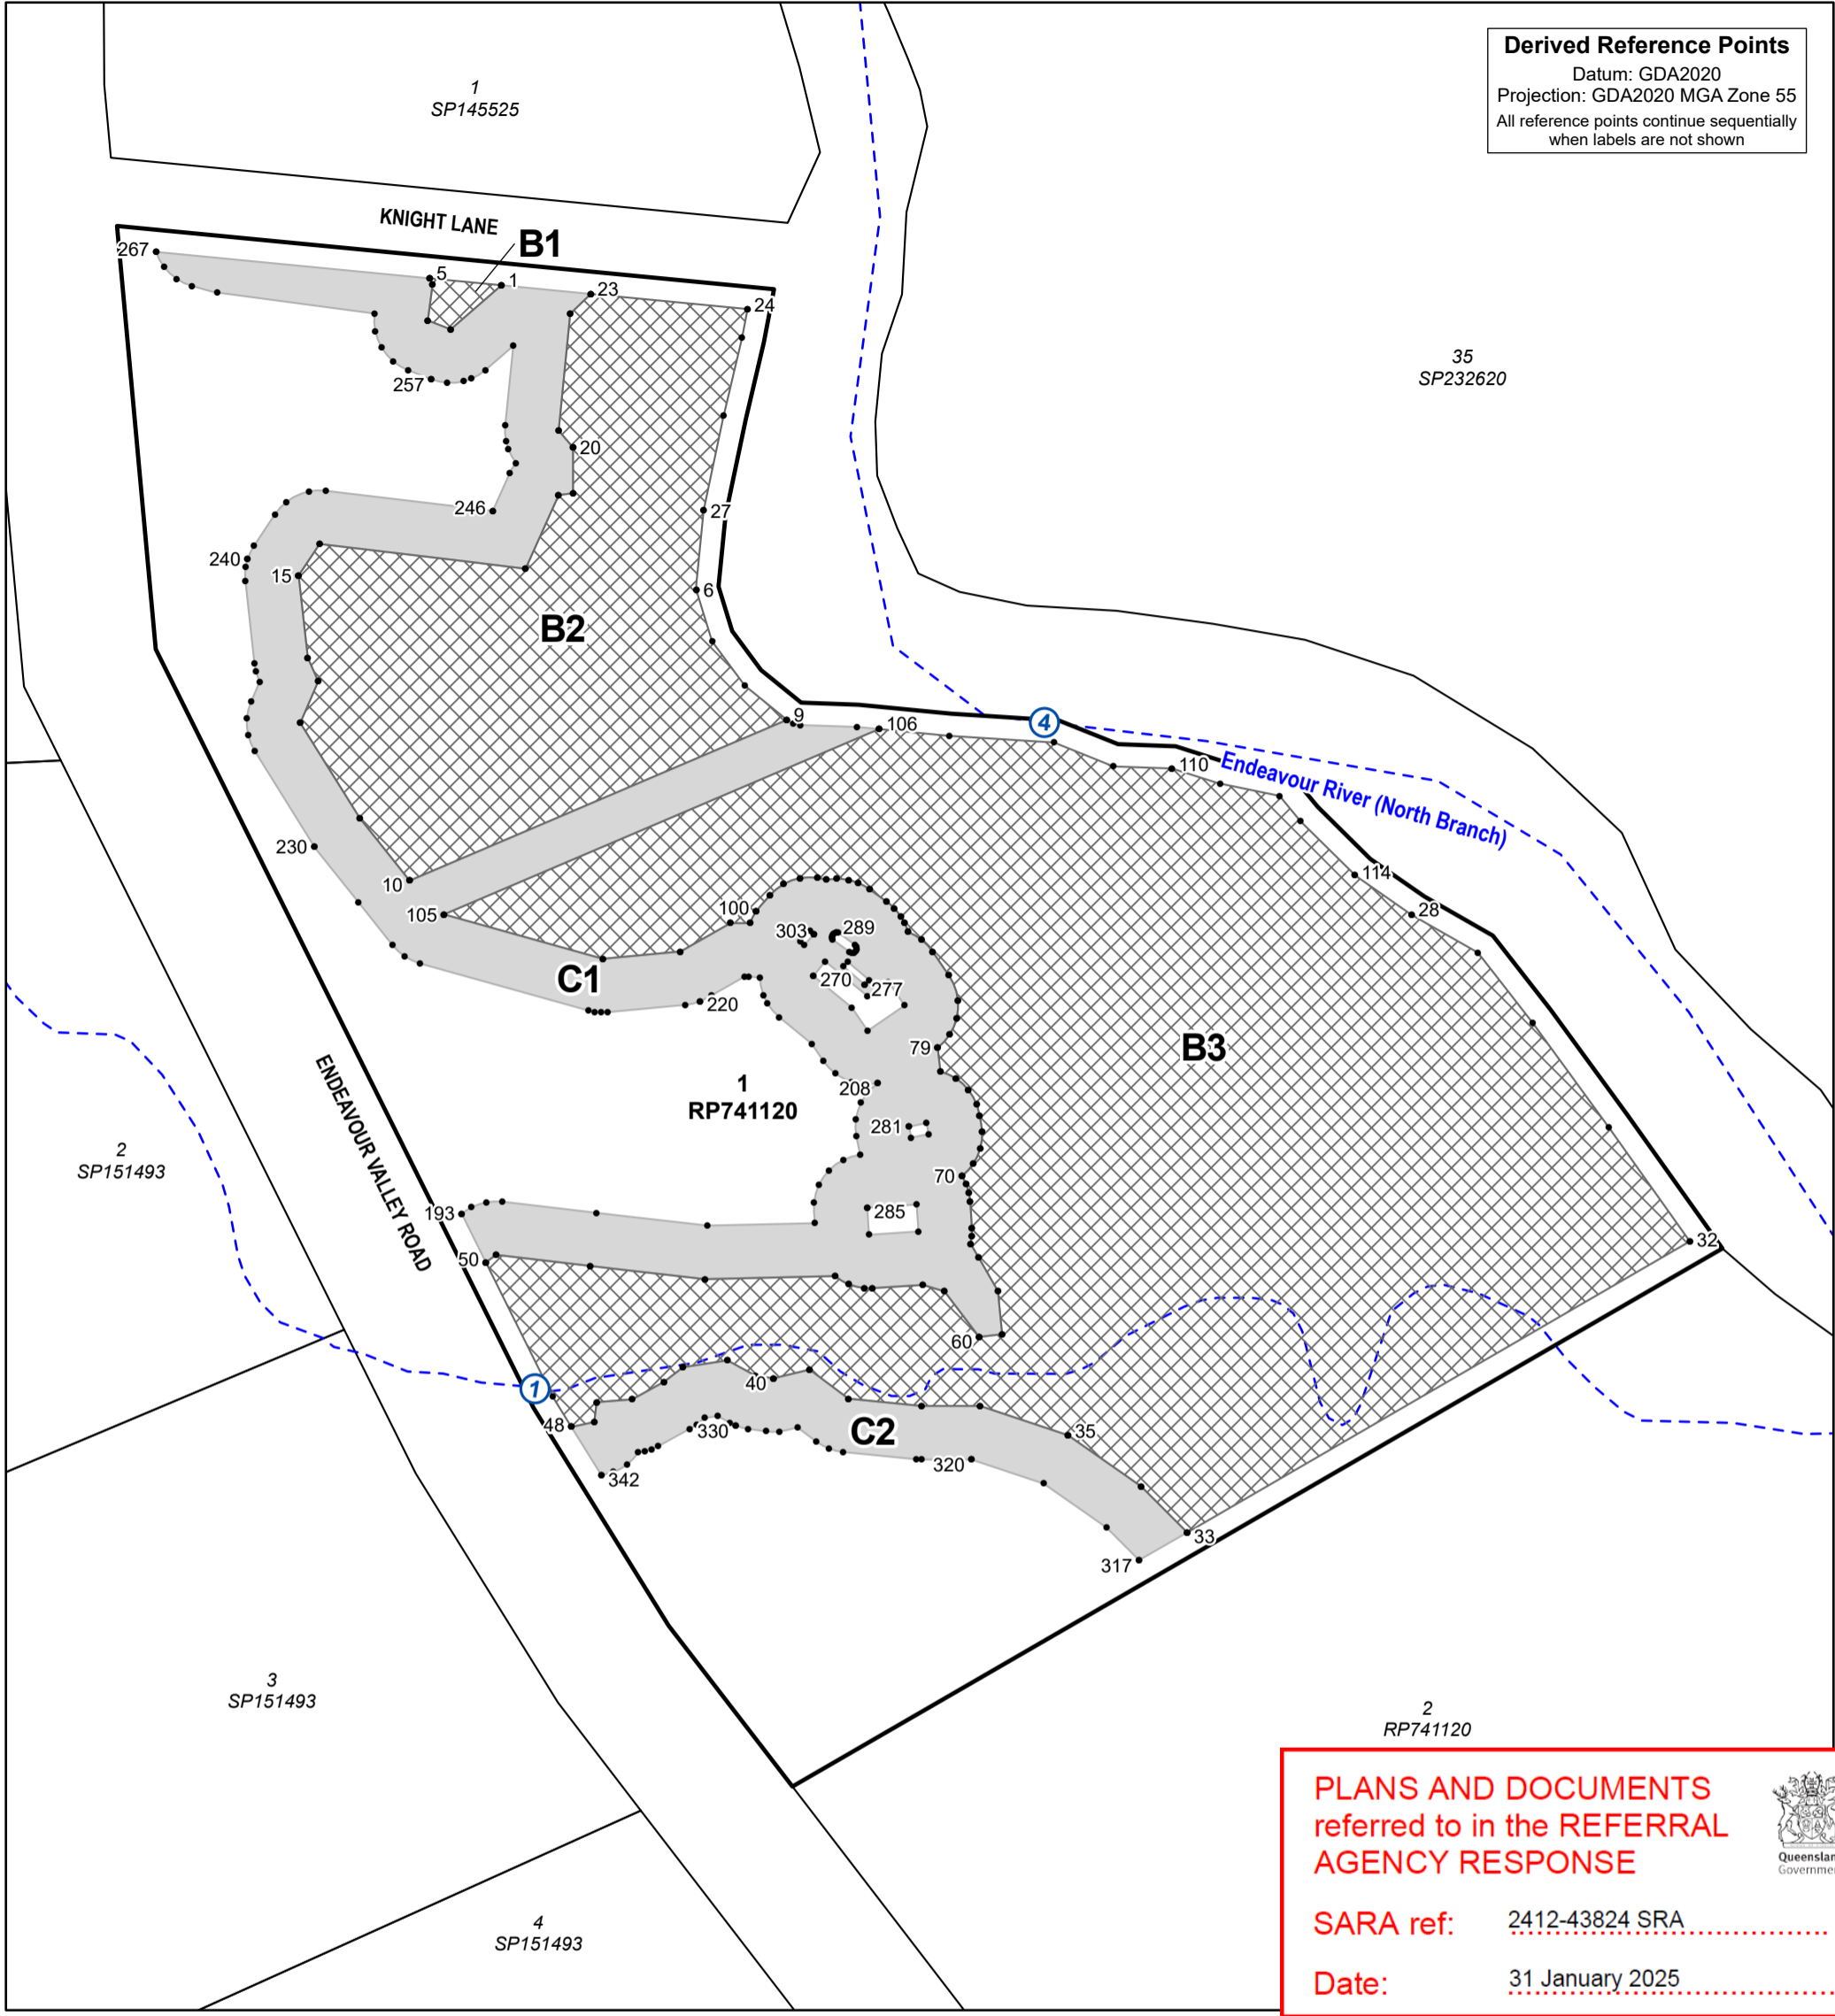 Derived Reference Points
Datum: GDA2020
Projection: GDA2020 MGA Zone 55
All reference points continue sequentially
when labels are not shown
1
SP145525
KNIGHT LANE
B1
267
5
1
23
24
35
SP232620
257
20
246
27
240
15
6
B2
9
106
4
110
Endeavour River (North Branch)
230
10
114
105
100
28
303
289
C1
270
277
220
79
B3
ENDEAVOUR VALLEY ROAD
1
RP741120
208
281
2
SP151493
70
193
285
50
32
60
1
40
48
330
C2
35
320
342
33
317
3
SP151493
2
RP741120
4
SP151493
PLANS AND DOCUMENTS
referred to in the REFERRAL
AGENCY RESPONSE
SARA ref: 2412-43824 SRA
Date: 31 January 2025